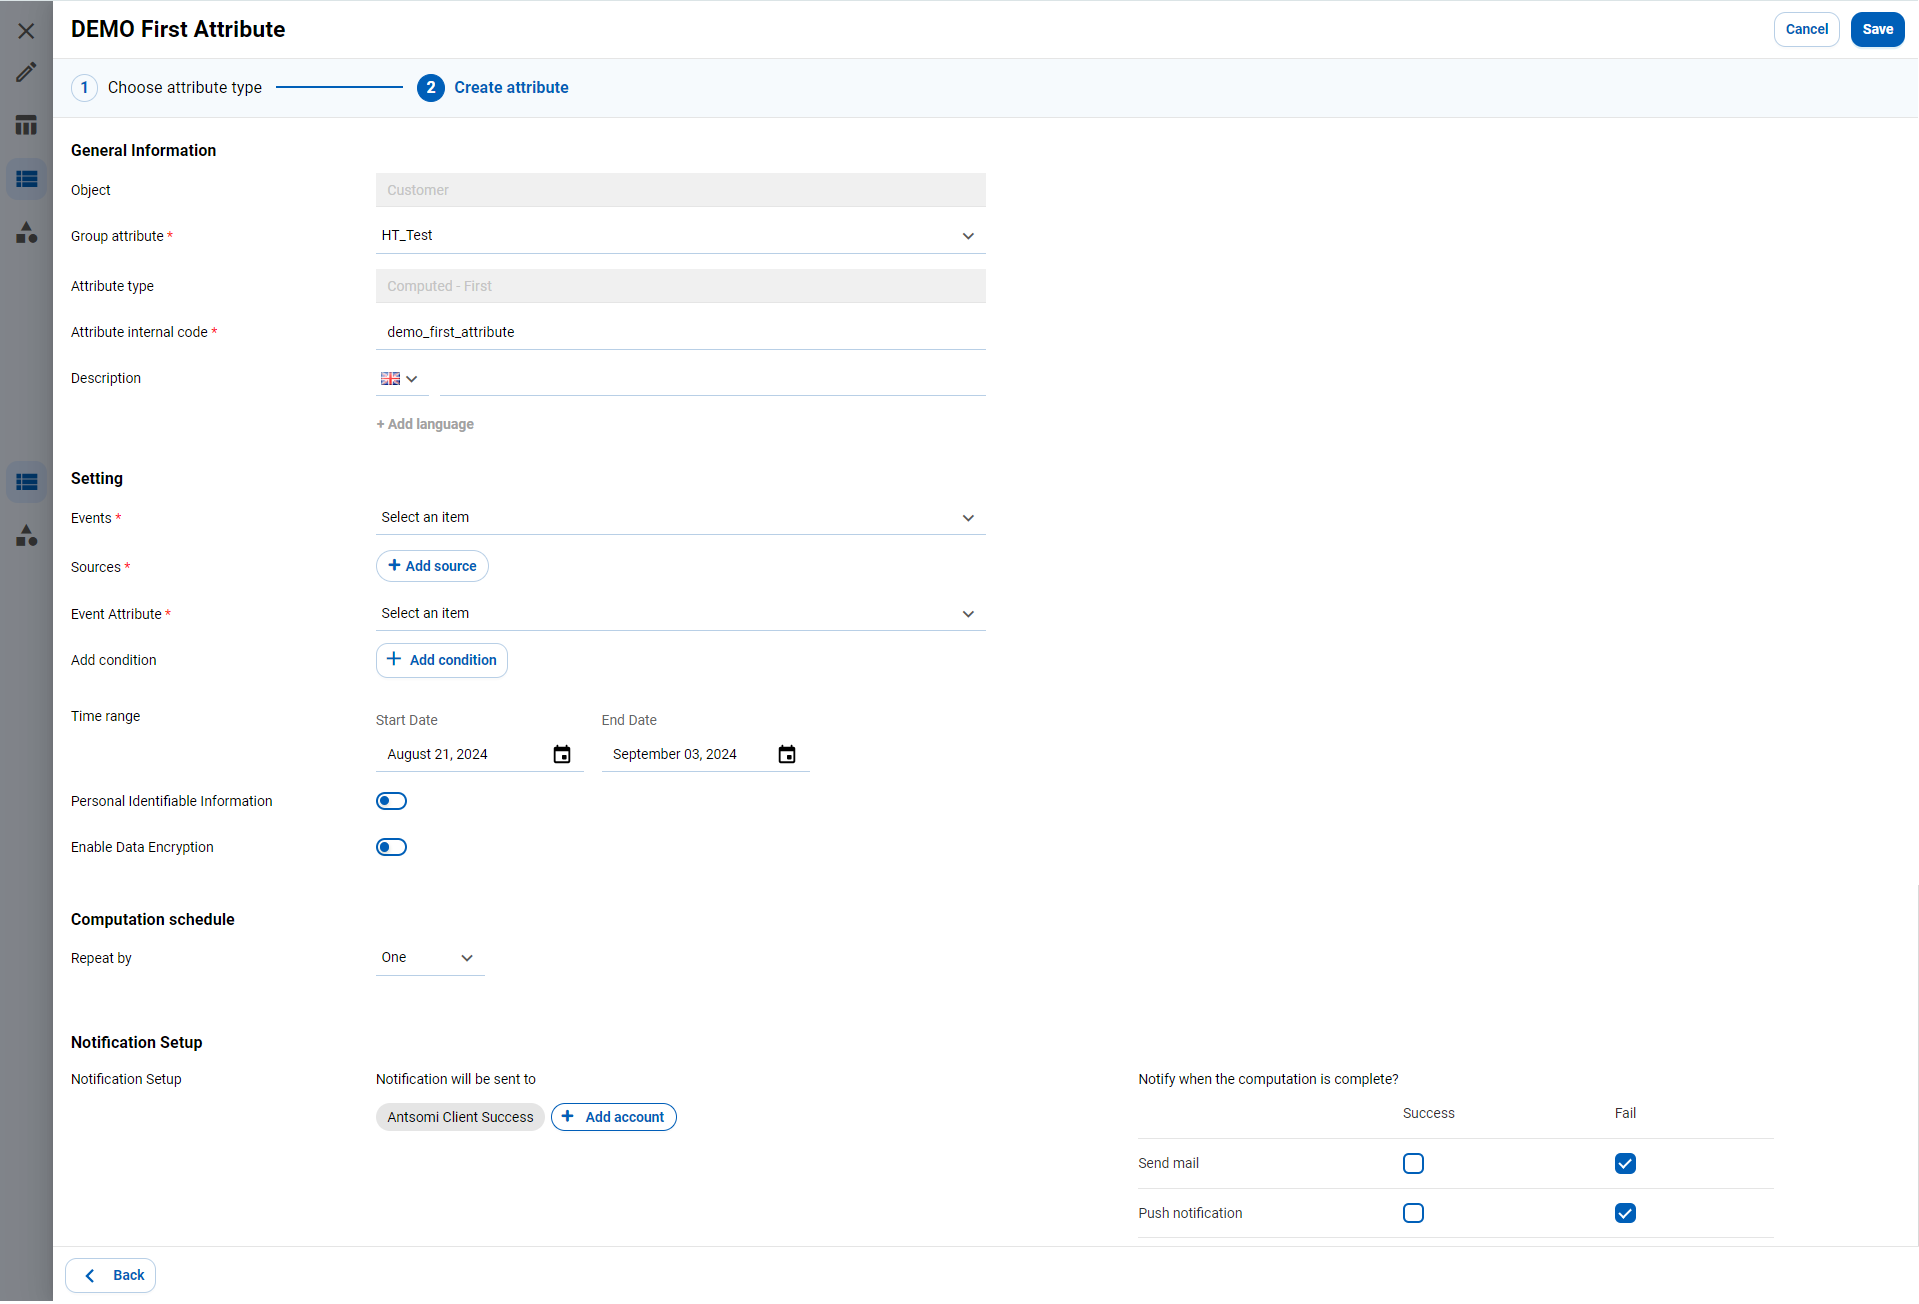 DEMO First Attribute
Cancel
Save
1 Choose attribute type
2 Create attribute
General Information
Object
Customer
Group attribute *
HT_Test
Attribute type
Computed - First
Attribute internal code *
demo_first_attribute
Description
+ Add language
Setting
Events *
Select an item
Sources *
+ Add source
Event Attribute *
Select an item
Add condition
+ Add condition
Time range
Start Date
End Date
August 21, 2024
September 03, 2024
Personal Identifiable Information
Enable Data Encryption
Computation schedule
Repeat by
One
Notification Setup
Notification Setup
Notification will be sent to
Notify when the computation is complete?
Antsomi Client Success
+ Add account
Success
Fail
Send mail
Push notification
Back